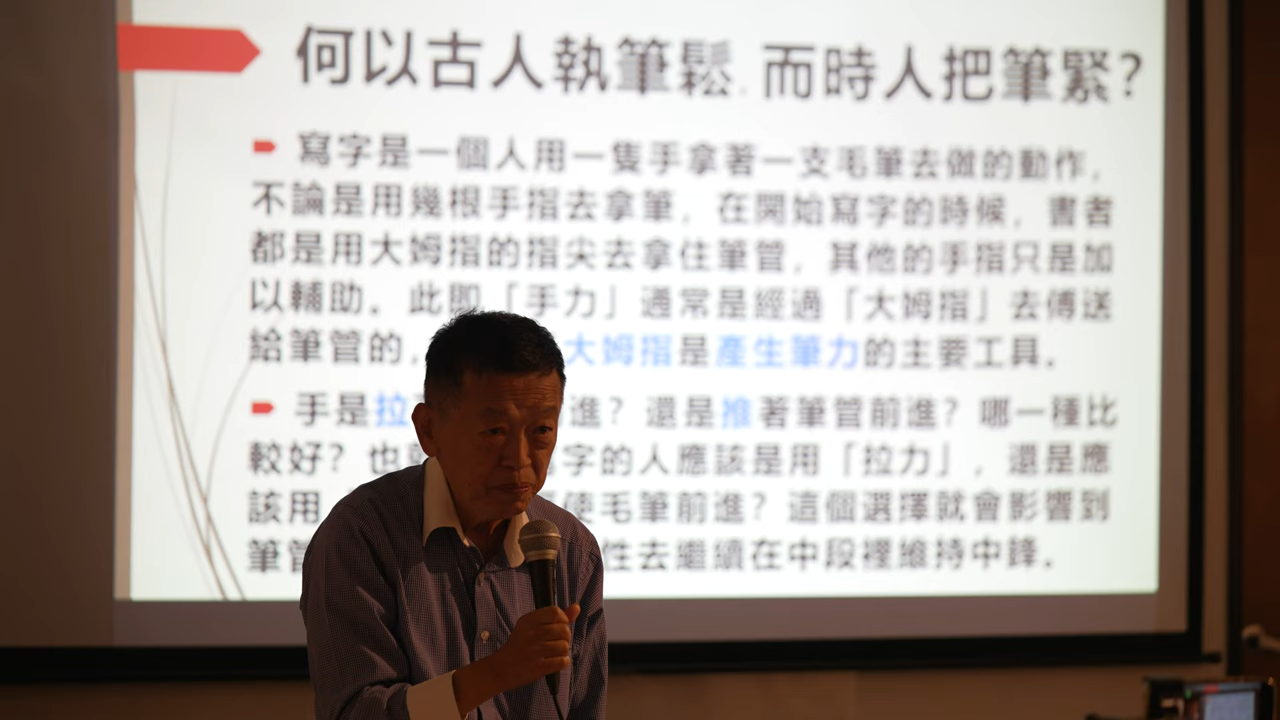 何以古人執筆鬆，而時人把筆緊？
寫字是一個人用一隻手拿著一支毛筆去做的動作，
不論是用幾根手指去拿筆，在開始寫字的時候，書者
都是用大姆指的指尖去拿住筆管，其他的手指只是加
以輔助。此即「手力」通常是經過「大姆指」去傳送
給筆管的，大姆指是產生筆力的主要工具。
手是拉進？還是推著筆管前進？哪一種比
較好？也字的人應該是用「拉力」，還是應
該用使毛筆前進？這個選擇就會影響到
筆管性去繼續在中段裡維持中鋒。